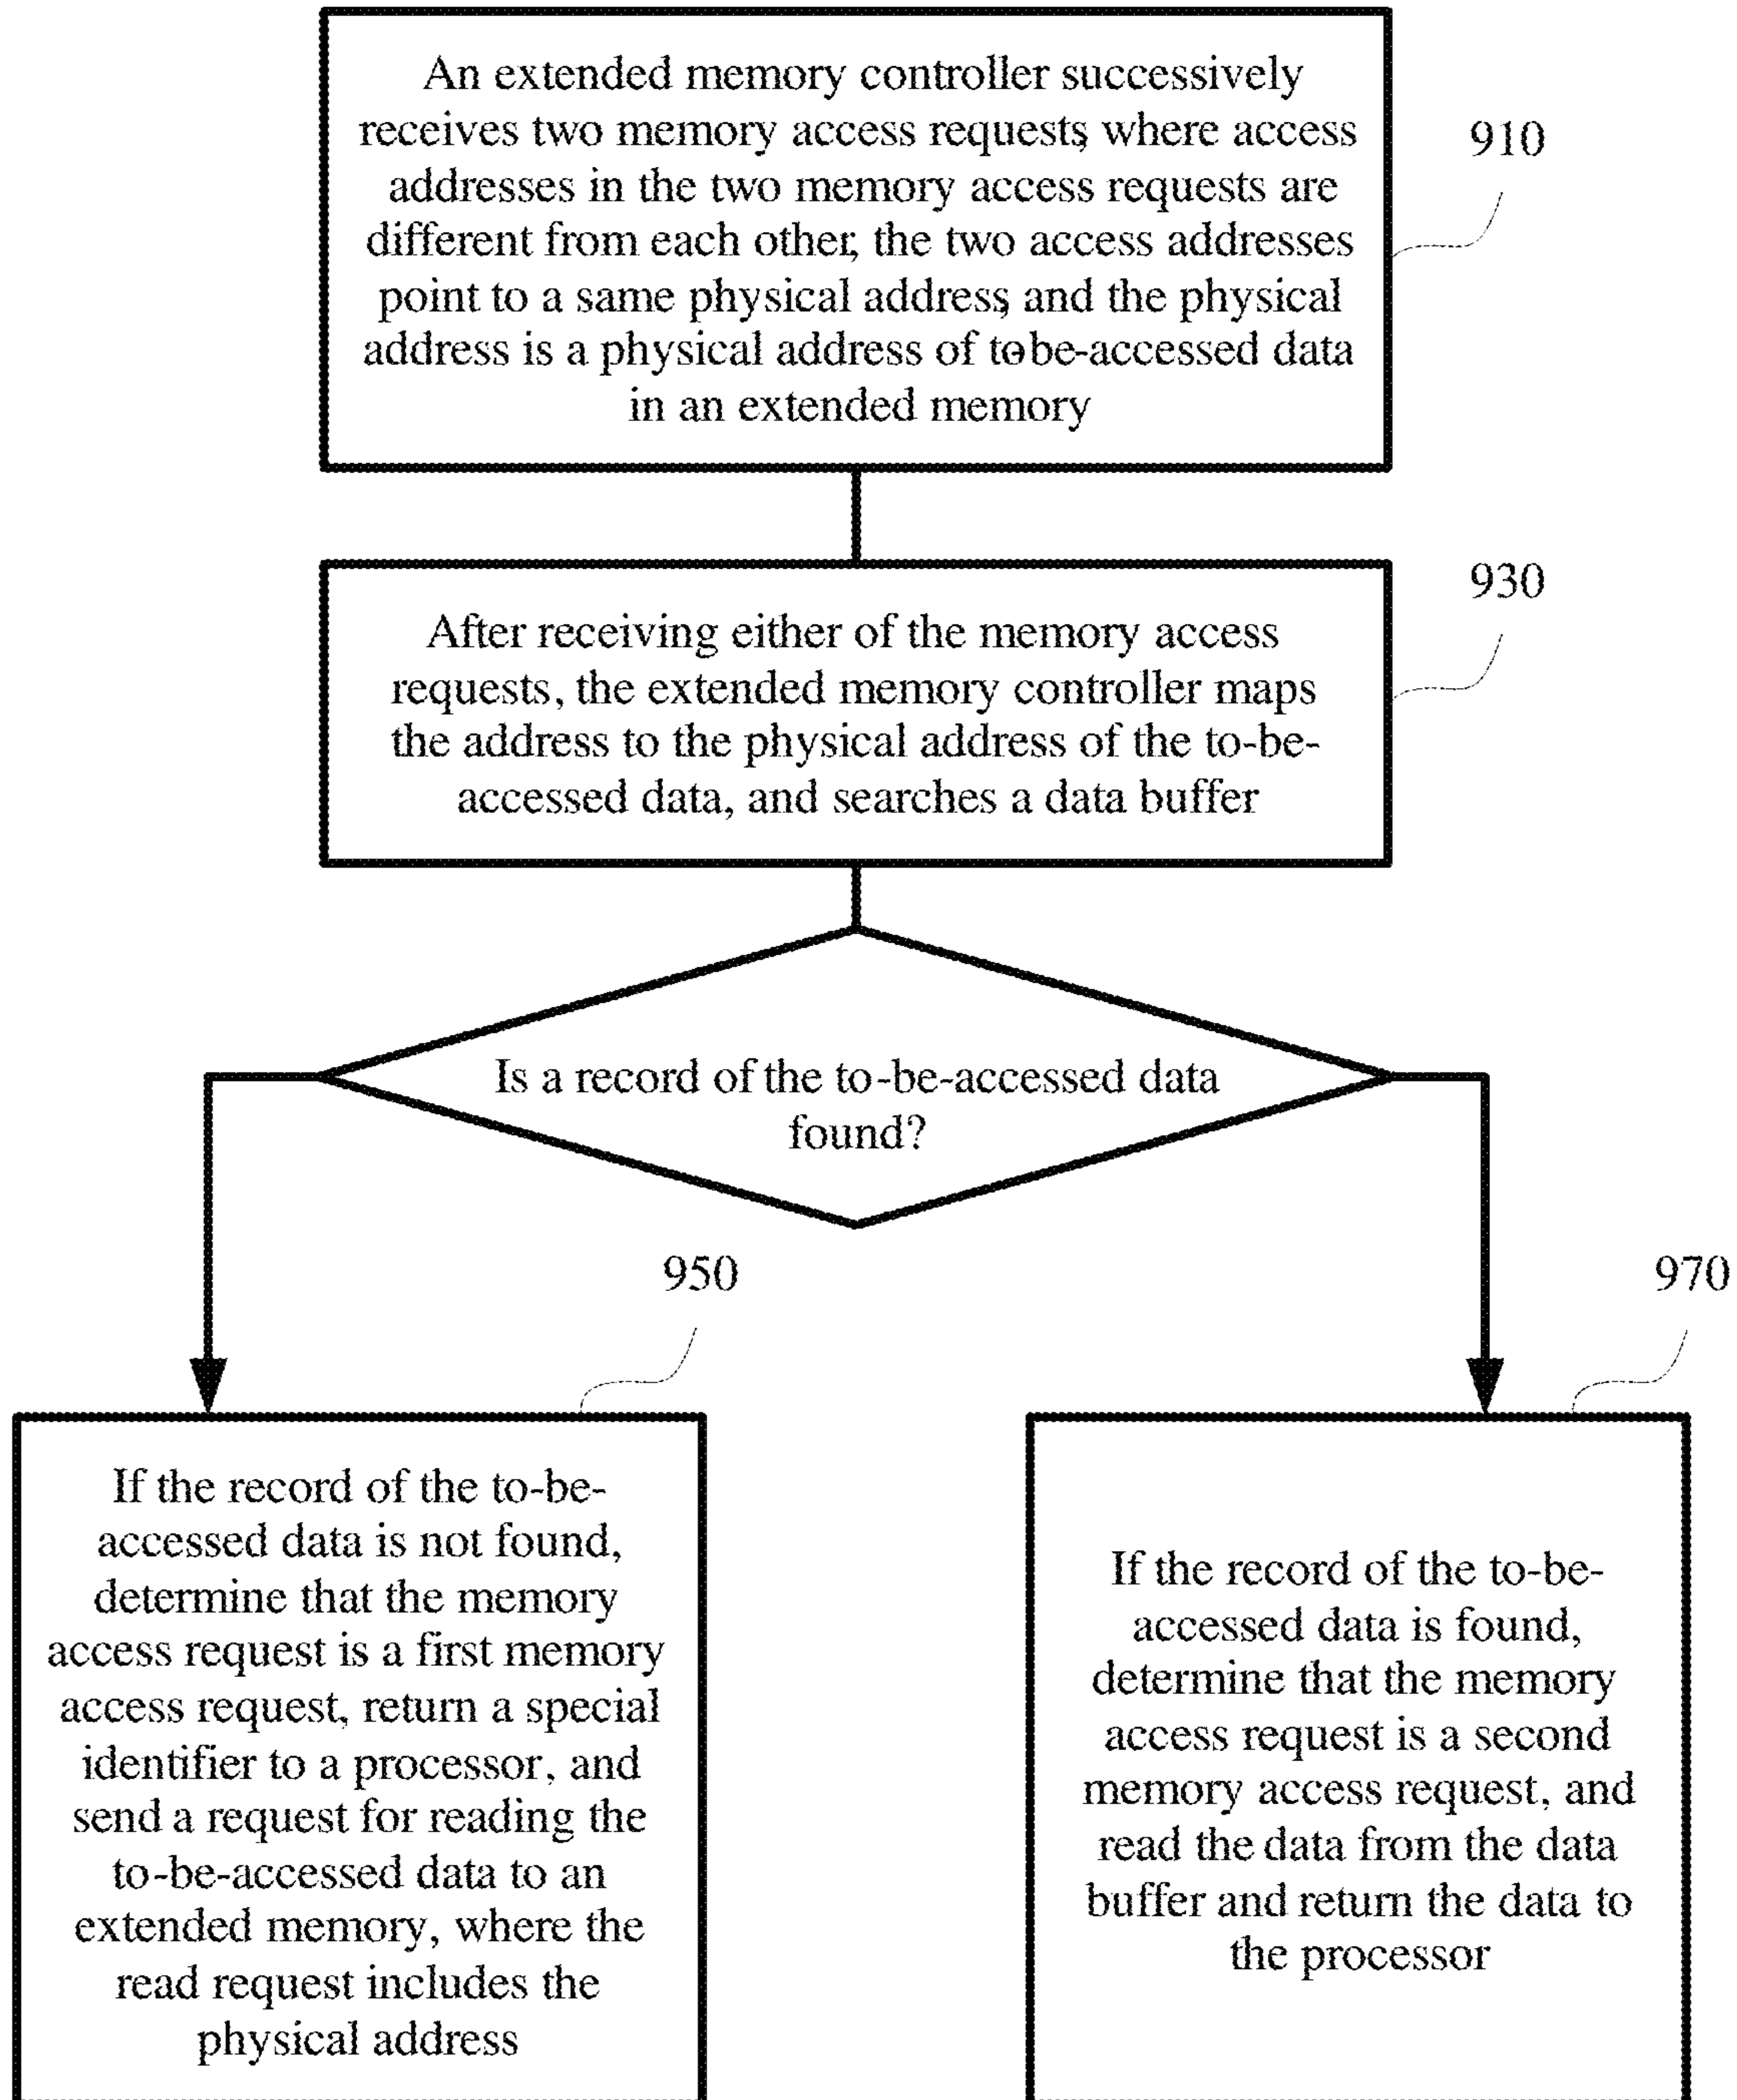 An extended memory controller successively
receives two memory access requests, where access
addresses in the two memory access requests are
different from each other, the two access addresses
point to a same physical address, and the physical
address is a physical address of to-be-accessed data
in an extended memory
910
After receiving either of the memory access
requests, the extended memory controller maps
the address to the physical address of the to-be-
accessed data, and searches a data buffer
930
Is a record of the to-be-accessed data
found?
950
970
If the record of the to-be-
accessed data is not found,
determine that the memory
access request is a first memory
access request, return a special
identifier to a processor, and
send a request for reading the
to-be-accessed data to an
extended memory, where the
read request includes the
physical address
If the record of the to-be-
accessed data is found,
determine that the memory
access request is a second
memory access request, and
read the data from the data
buffer and return the data to
the processor